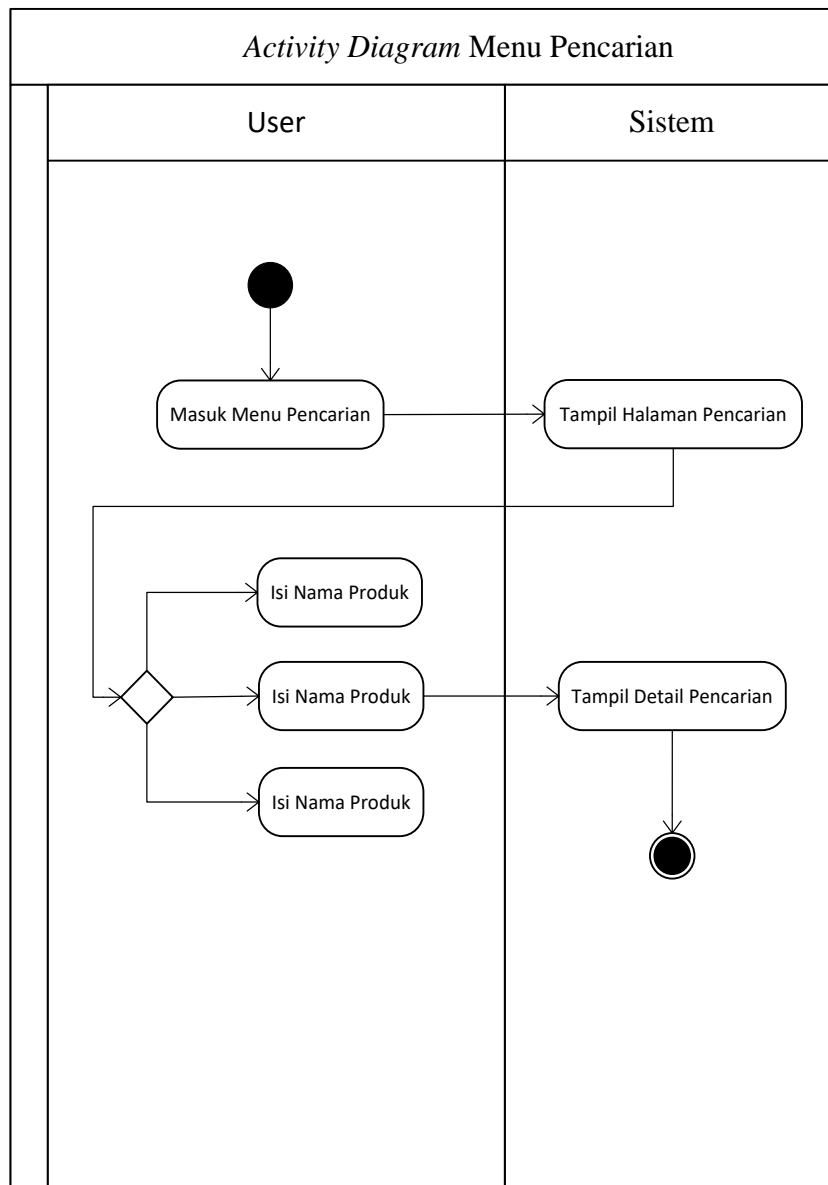 Activity Diagram Menu Pencarian
User
Sistem
Masuk Menu Pencarian
Tampil Halaman Pencarian
Isi Nama Produk
Isi Nama Produk
Tampil Detail Pencarian
Isi Nama Produk